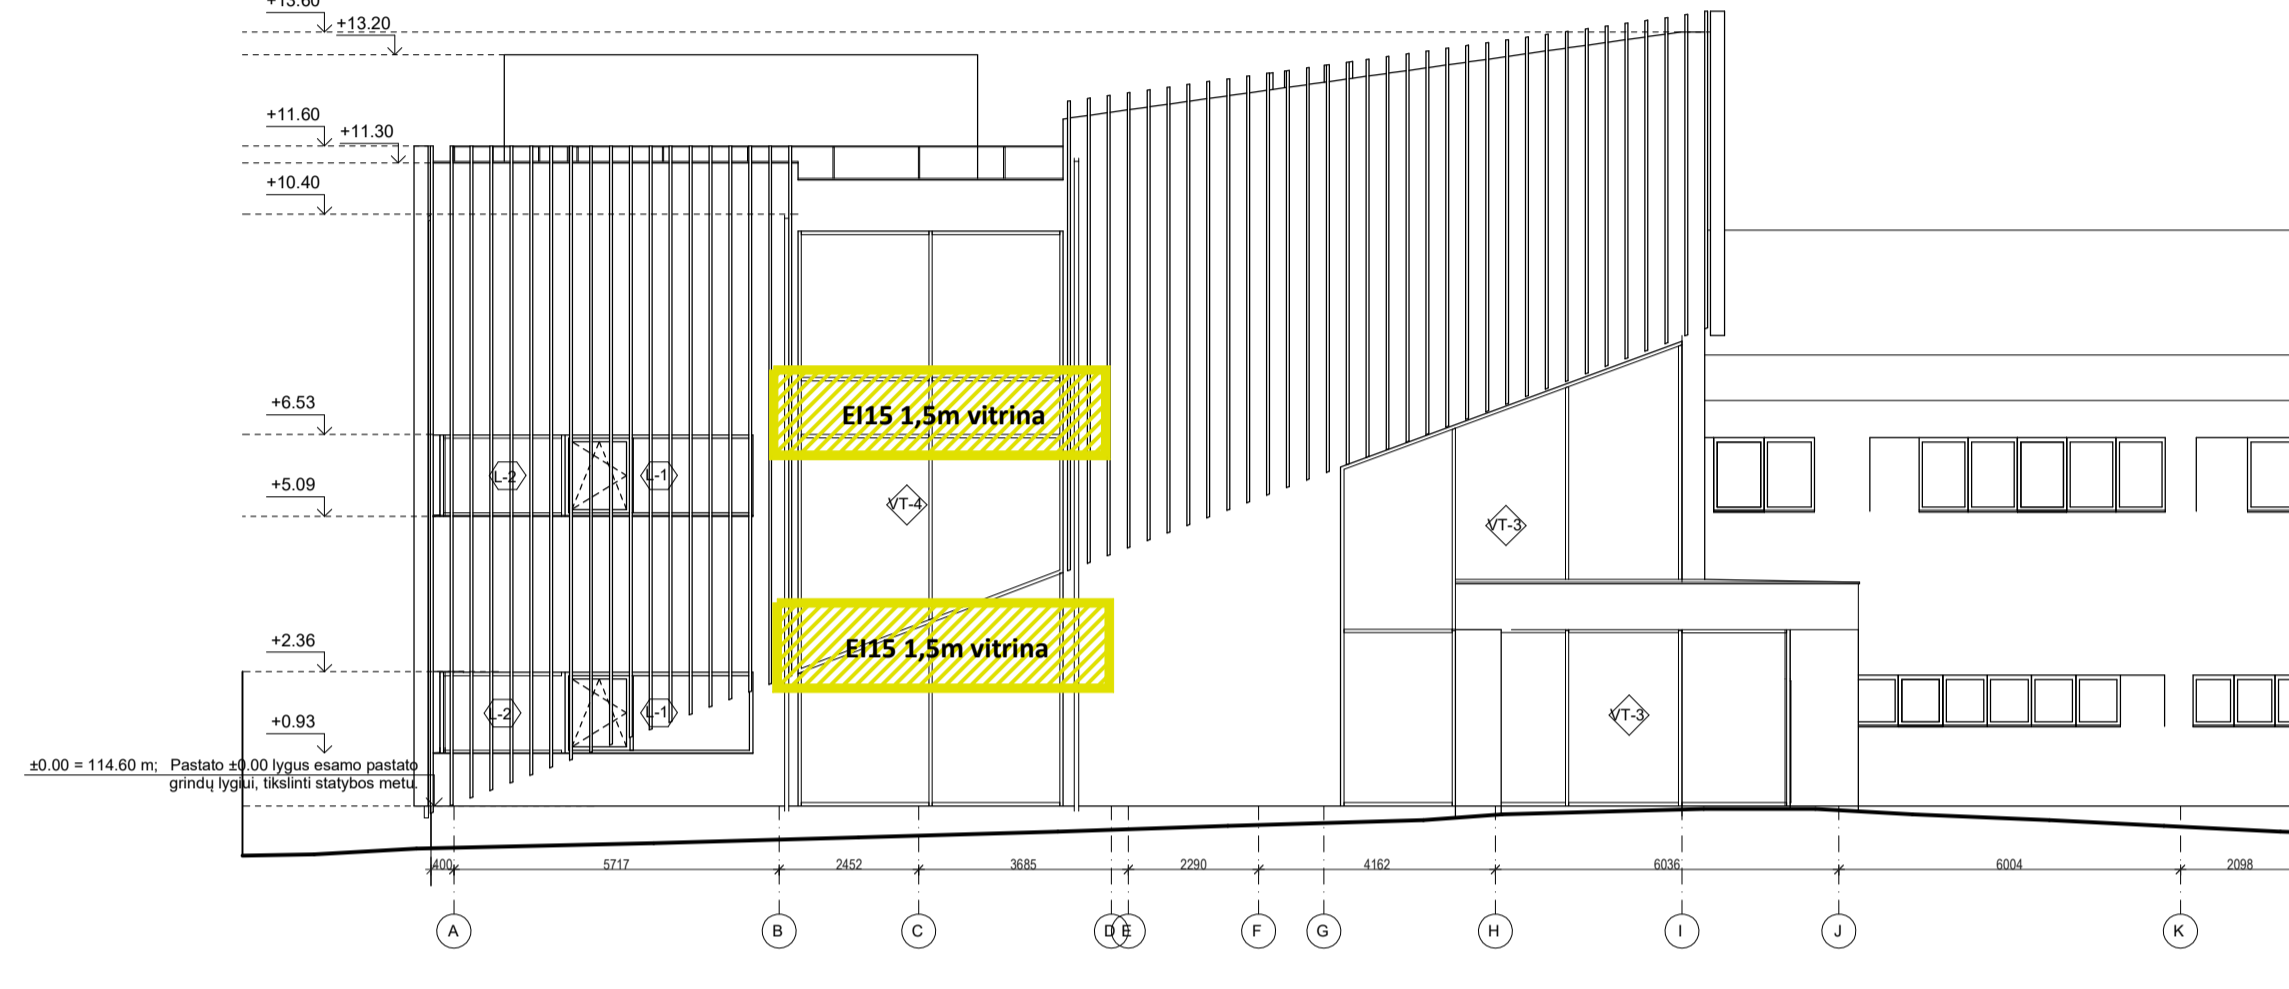 +13.60
+13.20
+11.60
+11.30
+10.40
+6.53
EI15 1,5m vitrina
L-2
L-1
+5.09
VT-4
VT-3
+2.36
EI15 1,5m vitrina
L-2
L-1
VT-3
+0.93
±0.00 = 114.60 m; Pastato ±0.00 lygus esamo pastato
grindų lygiui, tikslinti statybos metu.
400 5717 2452 3685 2290 4162 6036 6004 2098
A B C D E F G H I J K